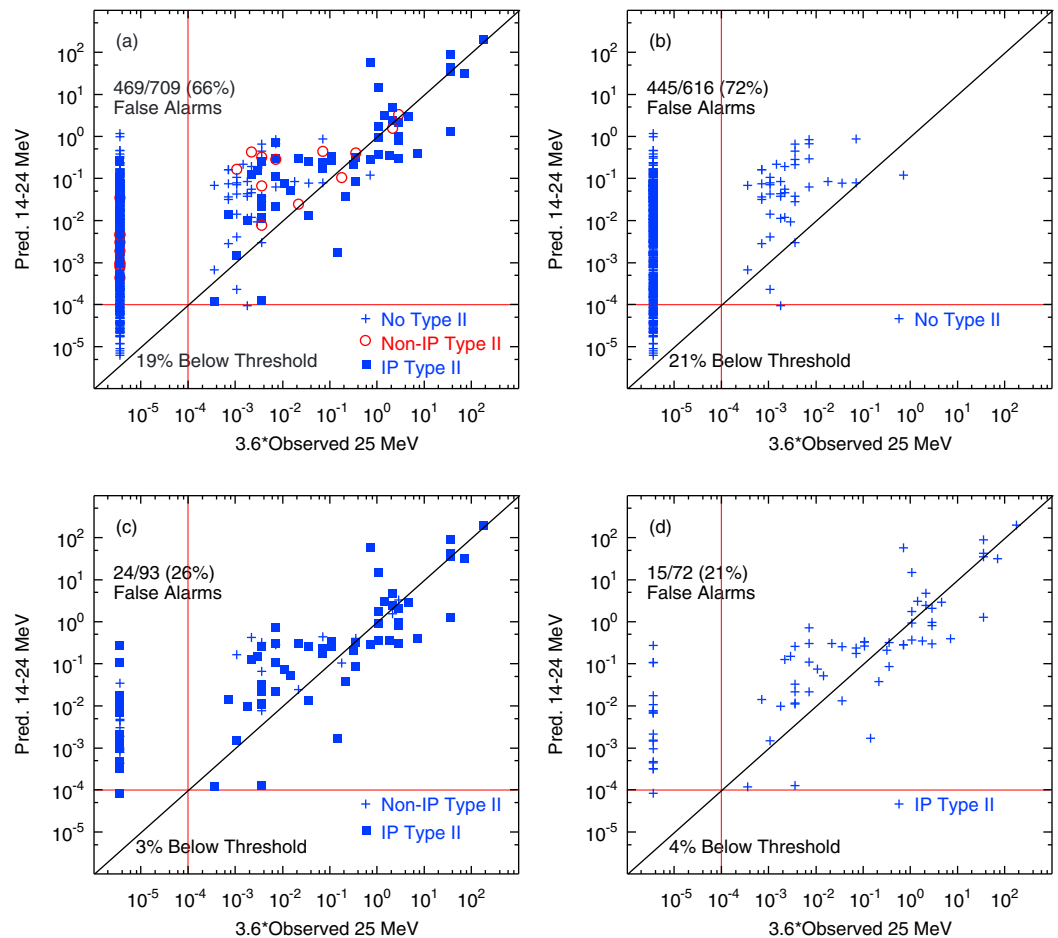 (a)
469/709 (66%)
False Alarms
10^2
10^1
10^0
10^-1
10^-2
10^-3
10^-4
10^-5
Pred. 14-24 MeV
+ No Type II
○ Non-IP Type II
■ IP Type II
19% Below Threshold
10^-5 10^-4 10^-3 10^-2 10^-1 10^0 10^1 10^2
3.6*Observed 25 MeV
(b)
445/616 (72%)
False Alarms
10^2
10^1
10^0
10^-1
10^-2
10^-3
10^-4
10^-5
Pred. 14-24 MeV
+ No Type II
21% Below Threshold
10^-5 10^-4 10^-3 10^-2 10^-1 10^0 10^1 10^2
3.6*Observed 25 MeV
(c)
24/93 (26%)
False Alarms
10^2
10^1
10^0
10^-1
10^-2
10^-3
10^-4
10^-5
Pred. 14-24 MeV
+ Non-IP Type II
■ IP Type II
3% Below Threshold
10^-5 10^-4 10^-3 10^-2 10^-1 10^0 10^1 10^2
3.6*Observed 25 MeV
(d)
15/72 (21%)
False Alarms
10^2
10^1
10^0
10^-1
10^-2
10^-3
10^-4
10^-5
Pred. 14-24 MeV
+ IP Type II
4% Below Threshold
10^-5 10^-4 10^-3 10^-2 10^-1 10^0 10^1 10^2
3.6*Observed 25 MeV